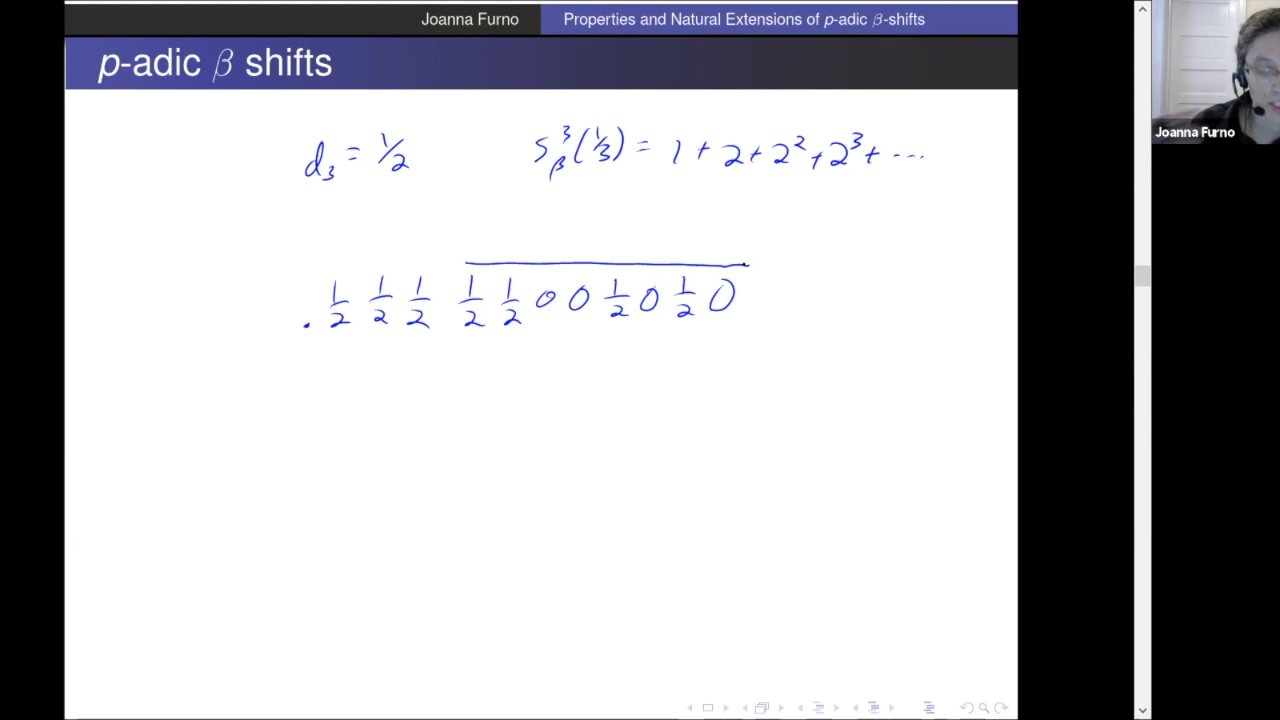 Joanna Furno Properties and Natural Extensions of p-adic β-shifts
p-adic β shifts
d₃ = 1/2 S_β³(1/3) = 1 + 2 + 2² + 2³ + ...
. 1/2 1/2 1/2 1/2 1/2 0 0 1/2 0 1/2 0
Joanna Furno